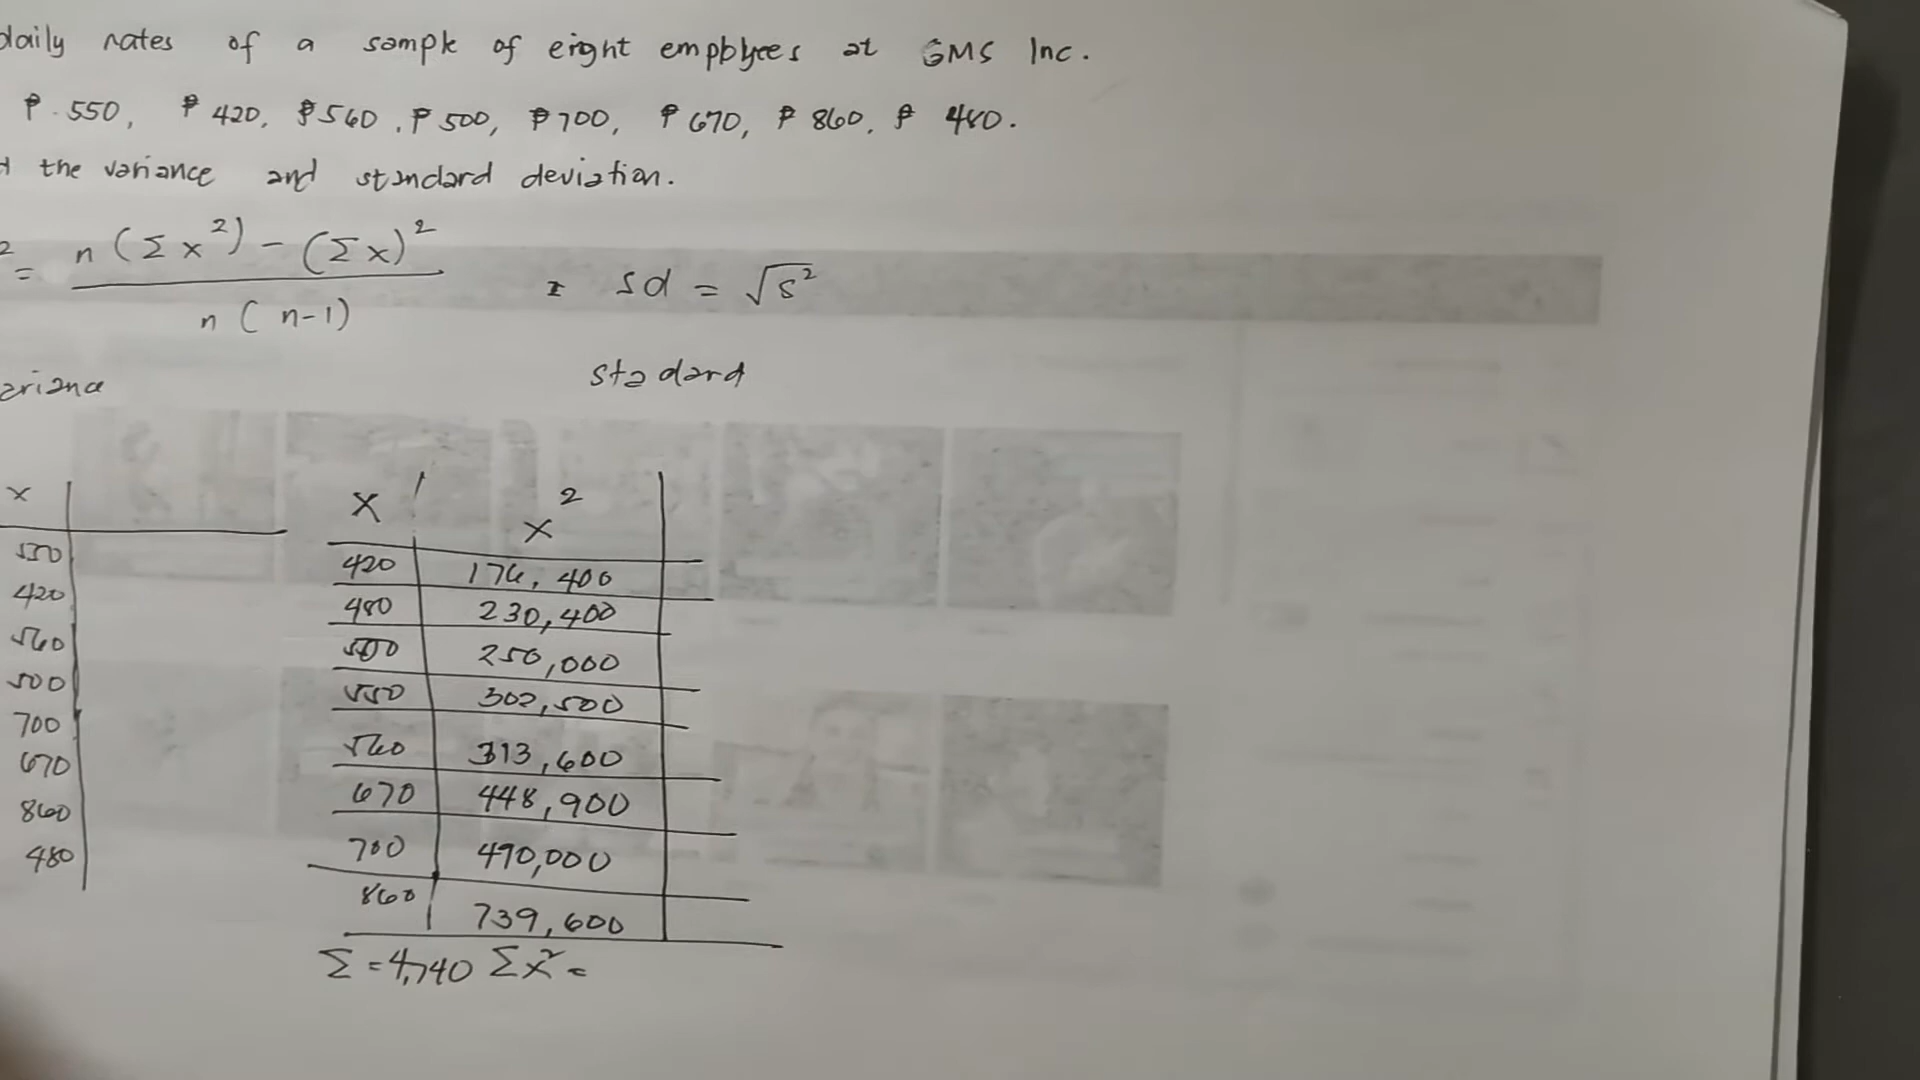 daily rates of a sample of eight employees at GMS Inc.
₱ 550, ₱ 420, ₱560, ₱ 500, ₱700, ₱ 670, ₱ 860, ₱ 480.
the variance and standard deviation.
2 = n (Σx²) - (Σx)²
n (n-1)
sd = √s²
stadard
x
550
420
560
500
700
670
860
480
X x²
420 176,400
480 230,400
500 250,000
550 302,500
560 313,600
670 448,900
700 490,000
860 739,600
Σ = 4,740 Σx² =